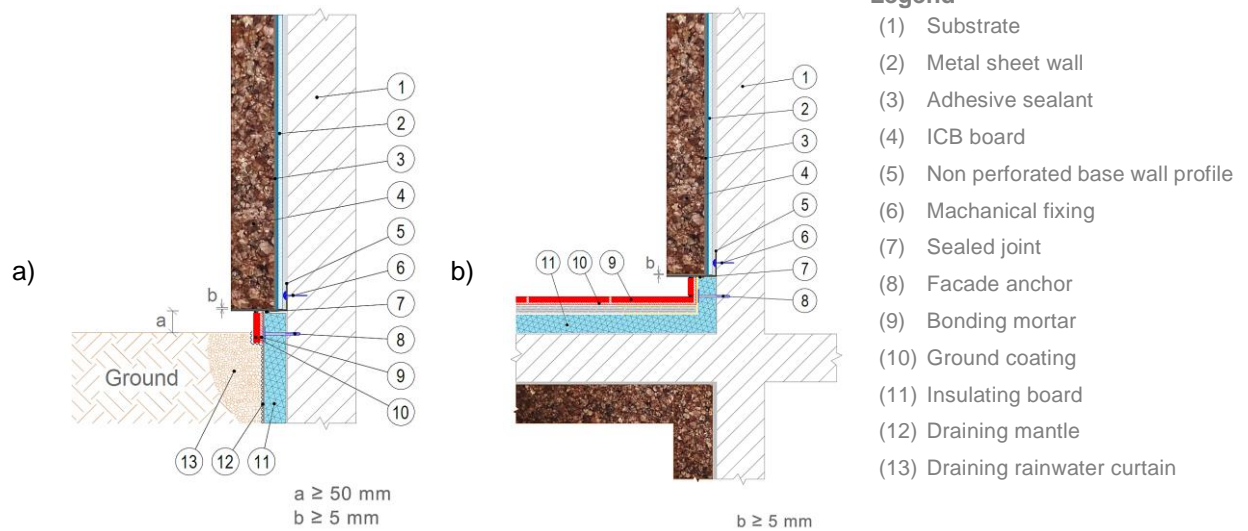 Legend
(1) Substrate
(2) Metal sheet wall
(3) Adhesive sealant
(4) ICB board
(5) Non perforated base wall profile
(6) Machanical fixing
(7) Sealed joint
(8) Facade anchor
(9) Bonding mortar
(10) Ground coating
(11) Insulating board
(12) Draining mantle
(13) Draining rainwater curtain
a)
1
2
3
4
5
6
7
8
9
10
b
a
Ground
13 12 11
a ≥ 50 mm
b ≥ 5 mm
b)
1
2
3
4
5
6
7
8
11 10 9
b
b ≥ 5 mm